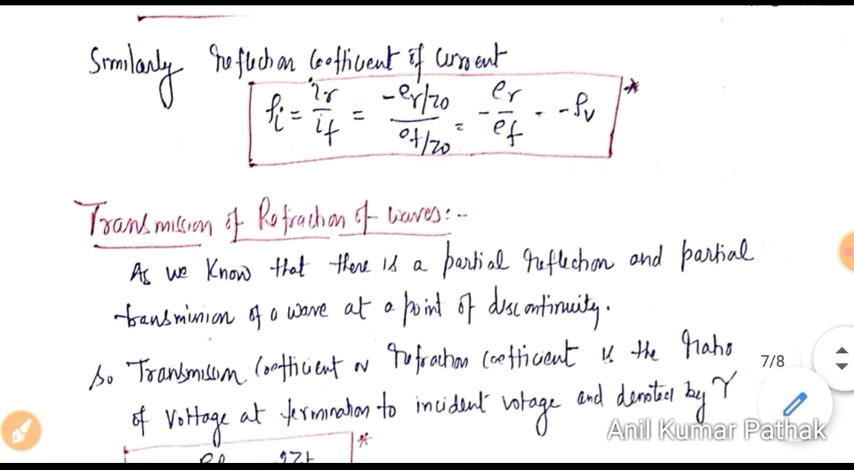 Similarly reflection coefficient of current
ρi = ir/if = -er/z0 / ef/z0 = - er/ef = -ρv *
Transmission of Refraction of waves:--
As we Know that there is a partial reflection and partial
transmission of a wave at a point of discontinuity.
So Transmission Coefficient or refraction coefficient is the ratio
of Voltage at termination to incident votage and denoted by γ
7/8
Anil Kumar Pathak
*